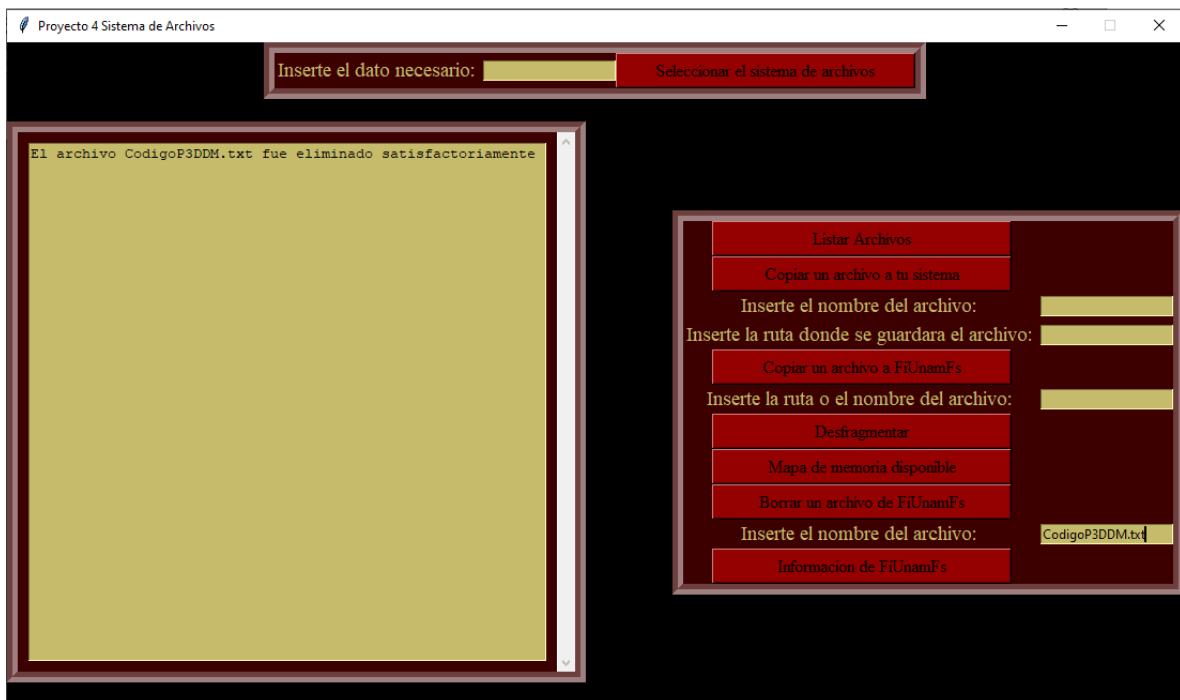 Proyecto 4 Sistema de Archivos
Inserte el dato necesario:
Seleccionar el sistema de archivos
El archivo CodigoP3DDM.txt fue eliminado satisfactoriamente
Listar Archivos
Copiar un archivo a tu sistema
Inserte el nombre del archivo:
Inserte la ruta donde se guardara el archivo:
Copiar un archivo a FiUnamFs
Inserte la ruta o el nombre del archivo:
Desfragmentar
Mapa de memoria disponible
Borrar un archivo de FiUnamFs
Inserte el nombre del archivo: CodigoP3DDM.txt
Informacion de FiUnamFs